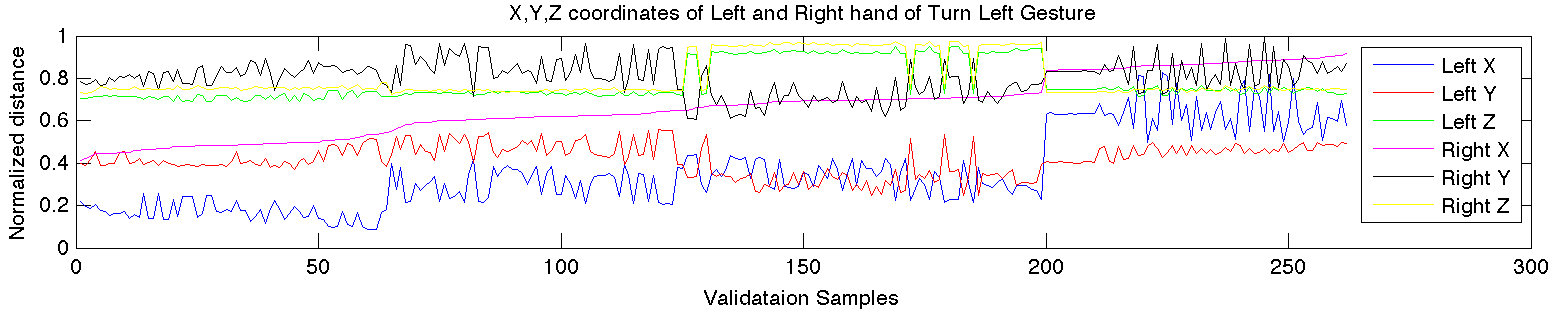 X,Y,Z coordinates of Left and Right hand of Turn Left Gesture
Normalized distance
1
0.8
0.6
0.4
0.2
0
0 50 100 150 200 250 300
Validataion Samples
Left X
Left Y
Left Z
Right X
Right Y
Right Z